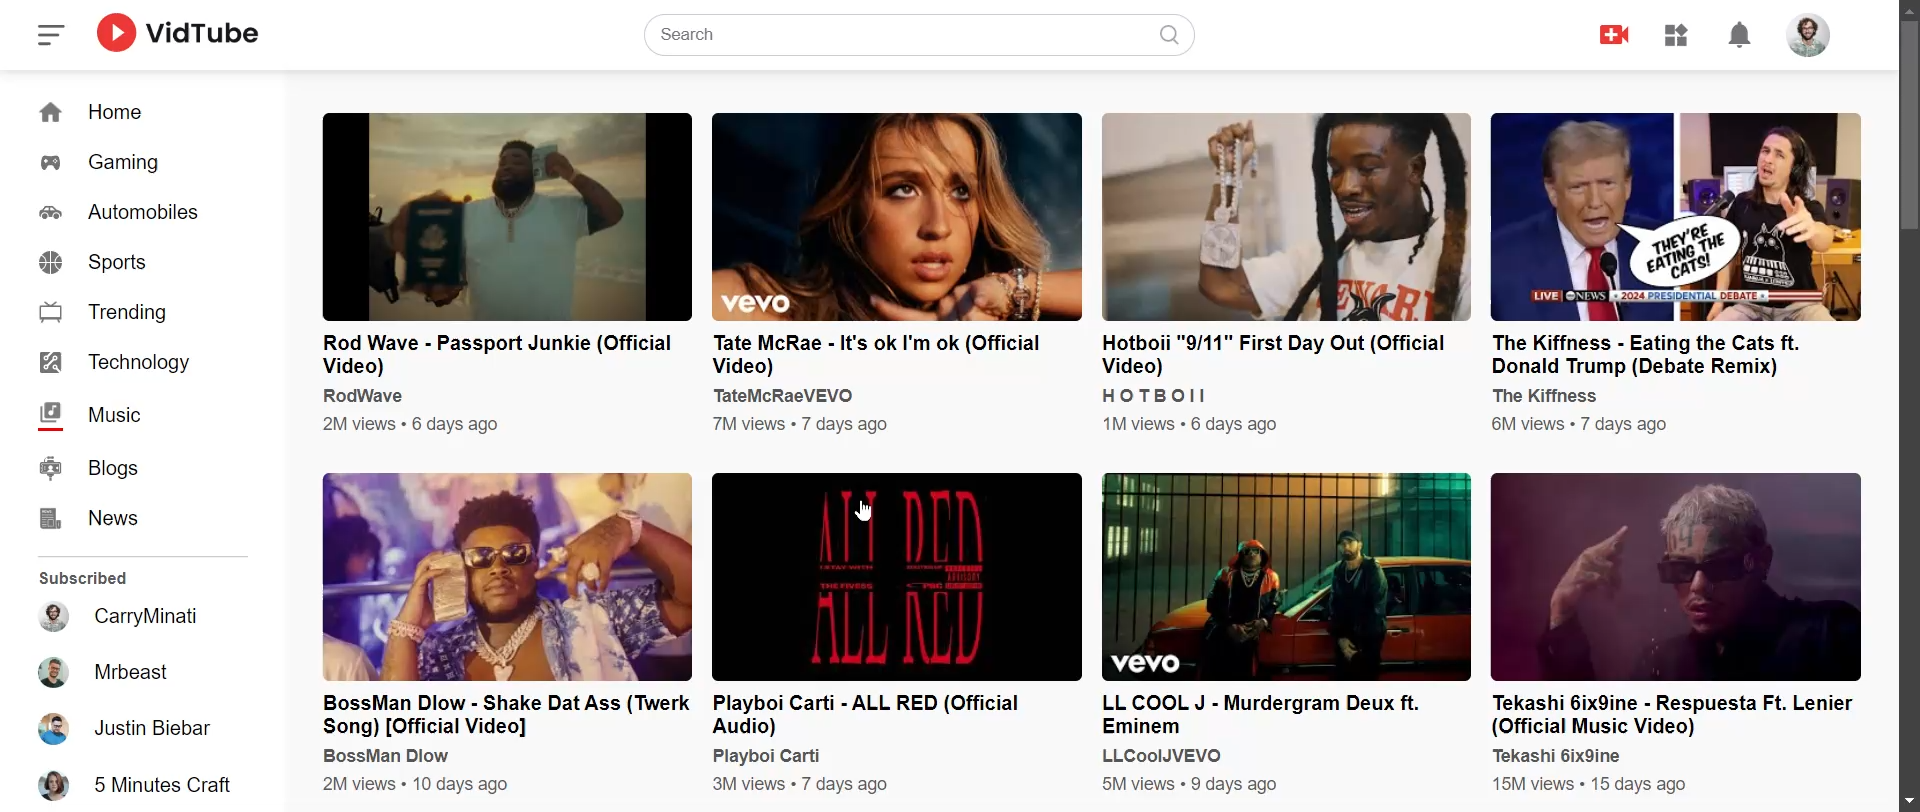 VidTube
Search
Home
Gaming
Automobiles
Sports
Trending
Technology
Music
Blogs
News
Subscribed
CarryMinati
Mrbeast
Justin Biebar
5 Minutes Craft
vevo
THEY'RE
EATING THE
CATS!
LIVE NEWS • 2024 PRESIDENTIAL DEBATE •
Rod Wave - Passport Junkie (Official
Video)
RodWave
2M views • 6 days ago
Tate McRae - It's ok I'm ok (Official
Video)
TateMcRaeVEVO
7M views • 7 days ago
Hotboii "9/11" First Day Out (Official
Video)
H O T B O I I
1M views • 6 days ago
The Kiffness - Eating the Cats ft.
Donald Trump (Debate Remix)
The Kiffness
6M views • 7 days ago
ALL RED
ALL RED
vevo
BossMan Dlow - Shake Dat Ass (Twerk
Song) [Official Video]
BossMan Dlow
2M views • 10 days ago
Playboi Carti - ALL RED (Official
Audio)
Playboi Carti
3M views • 7 days ago
LL COOL J - Murdergram Deux ft.
Eminem
LLCoolJVEVO
5M views • 9 days ago
Tekashi 6ix9ine - Respuesta Ft. Lenier
(Official Music Video)
Tekashi 6ix9ine
15M views • 15 days ago